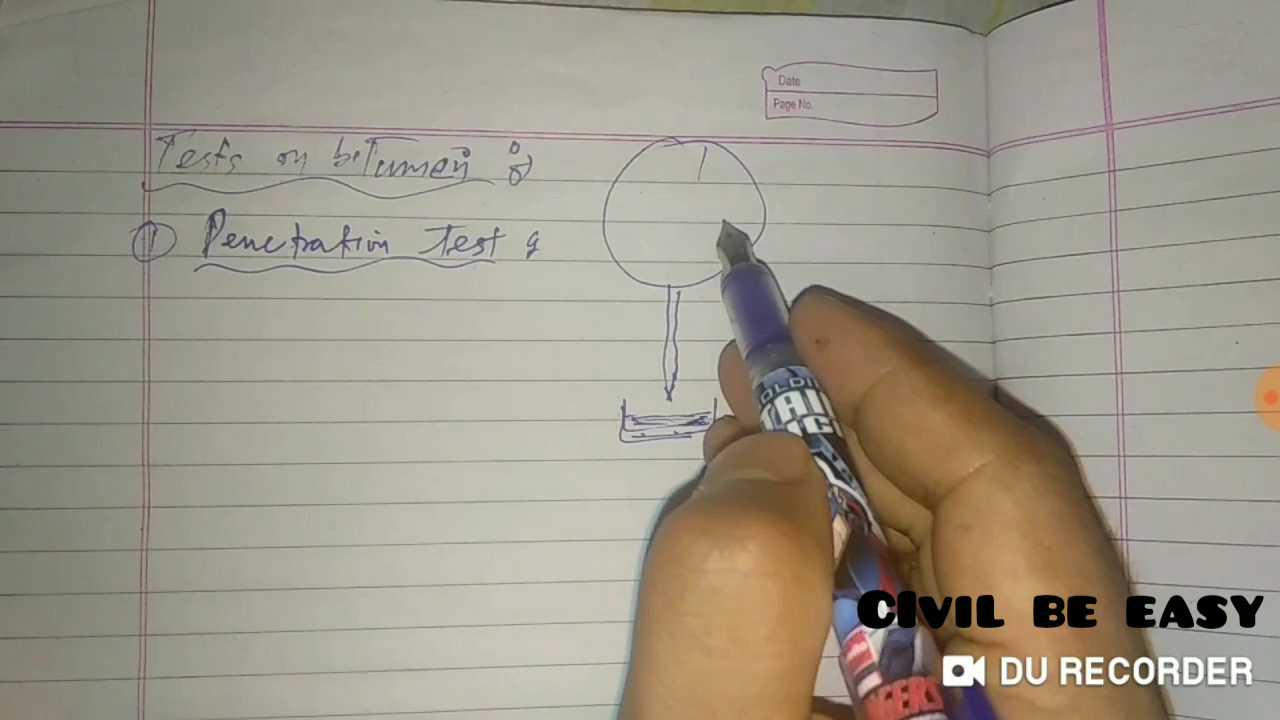 Date
Page No.
Tests on bitumen :
① Penetration Test :
CIVIL BE EASY
DU RECORDER